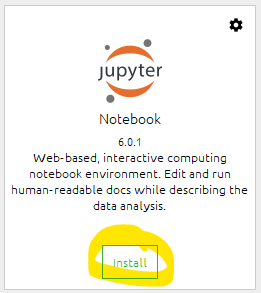 jupyter
Notebook
6.0.1
Web-based, interactive computing
notebook environment. Edit and run
human-readable docs while describing the
data analysis.
Install